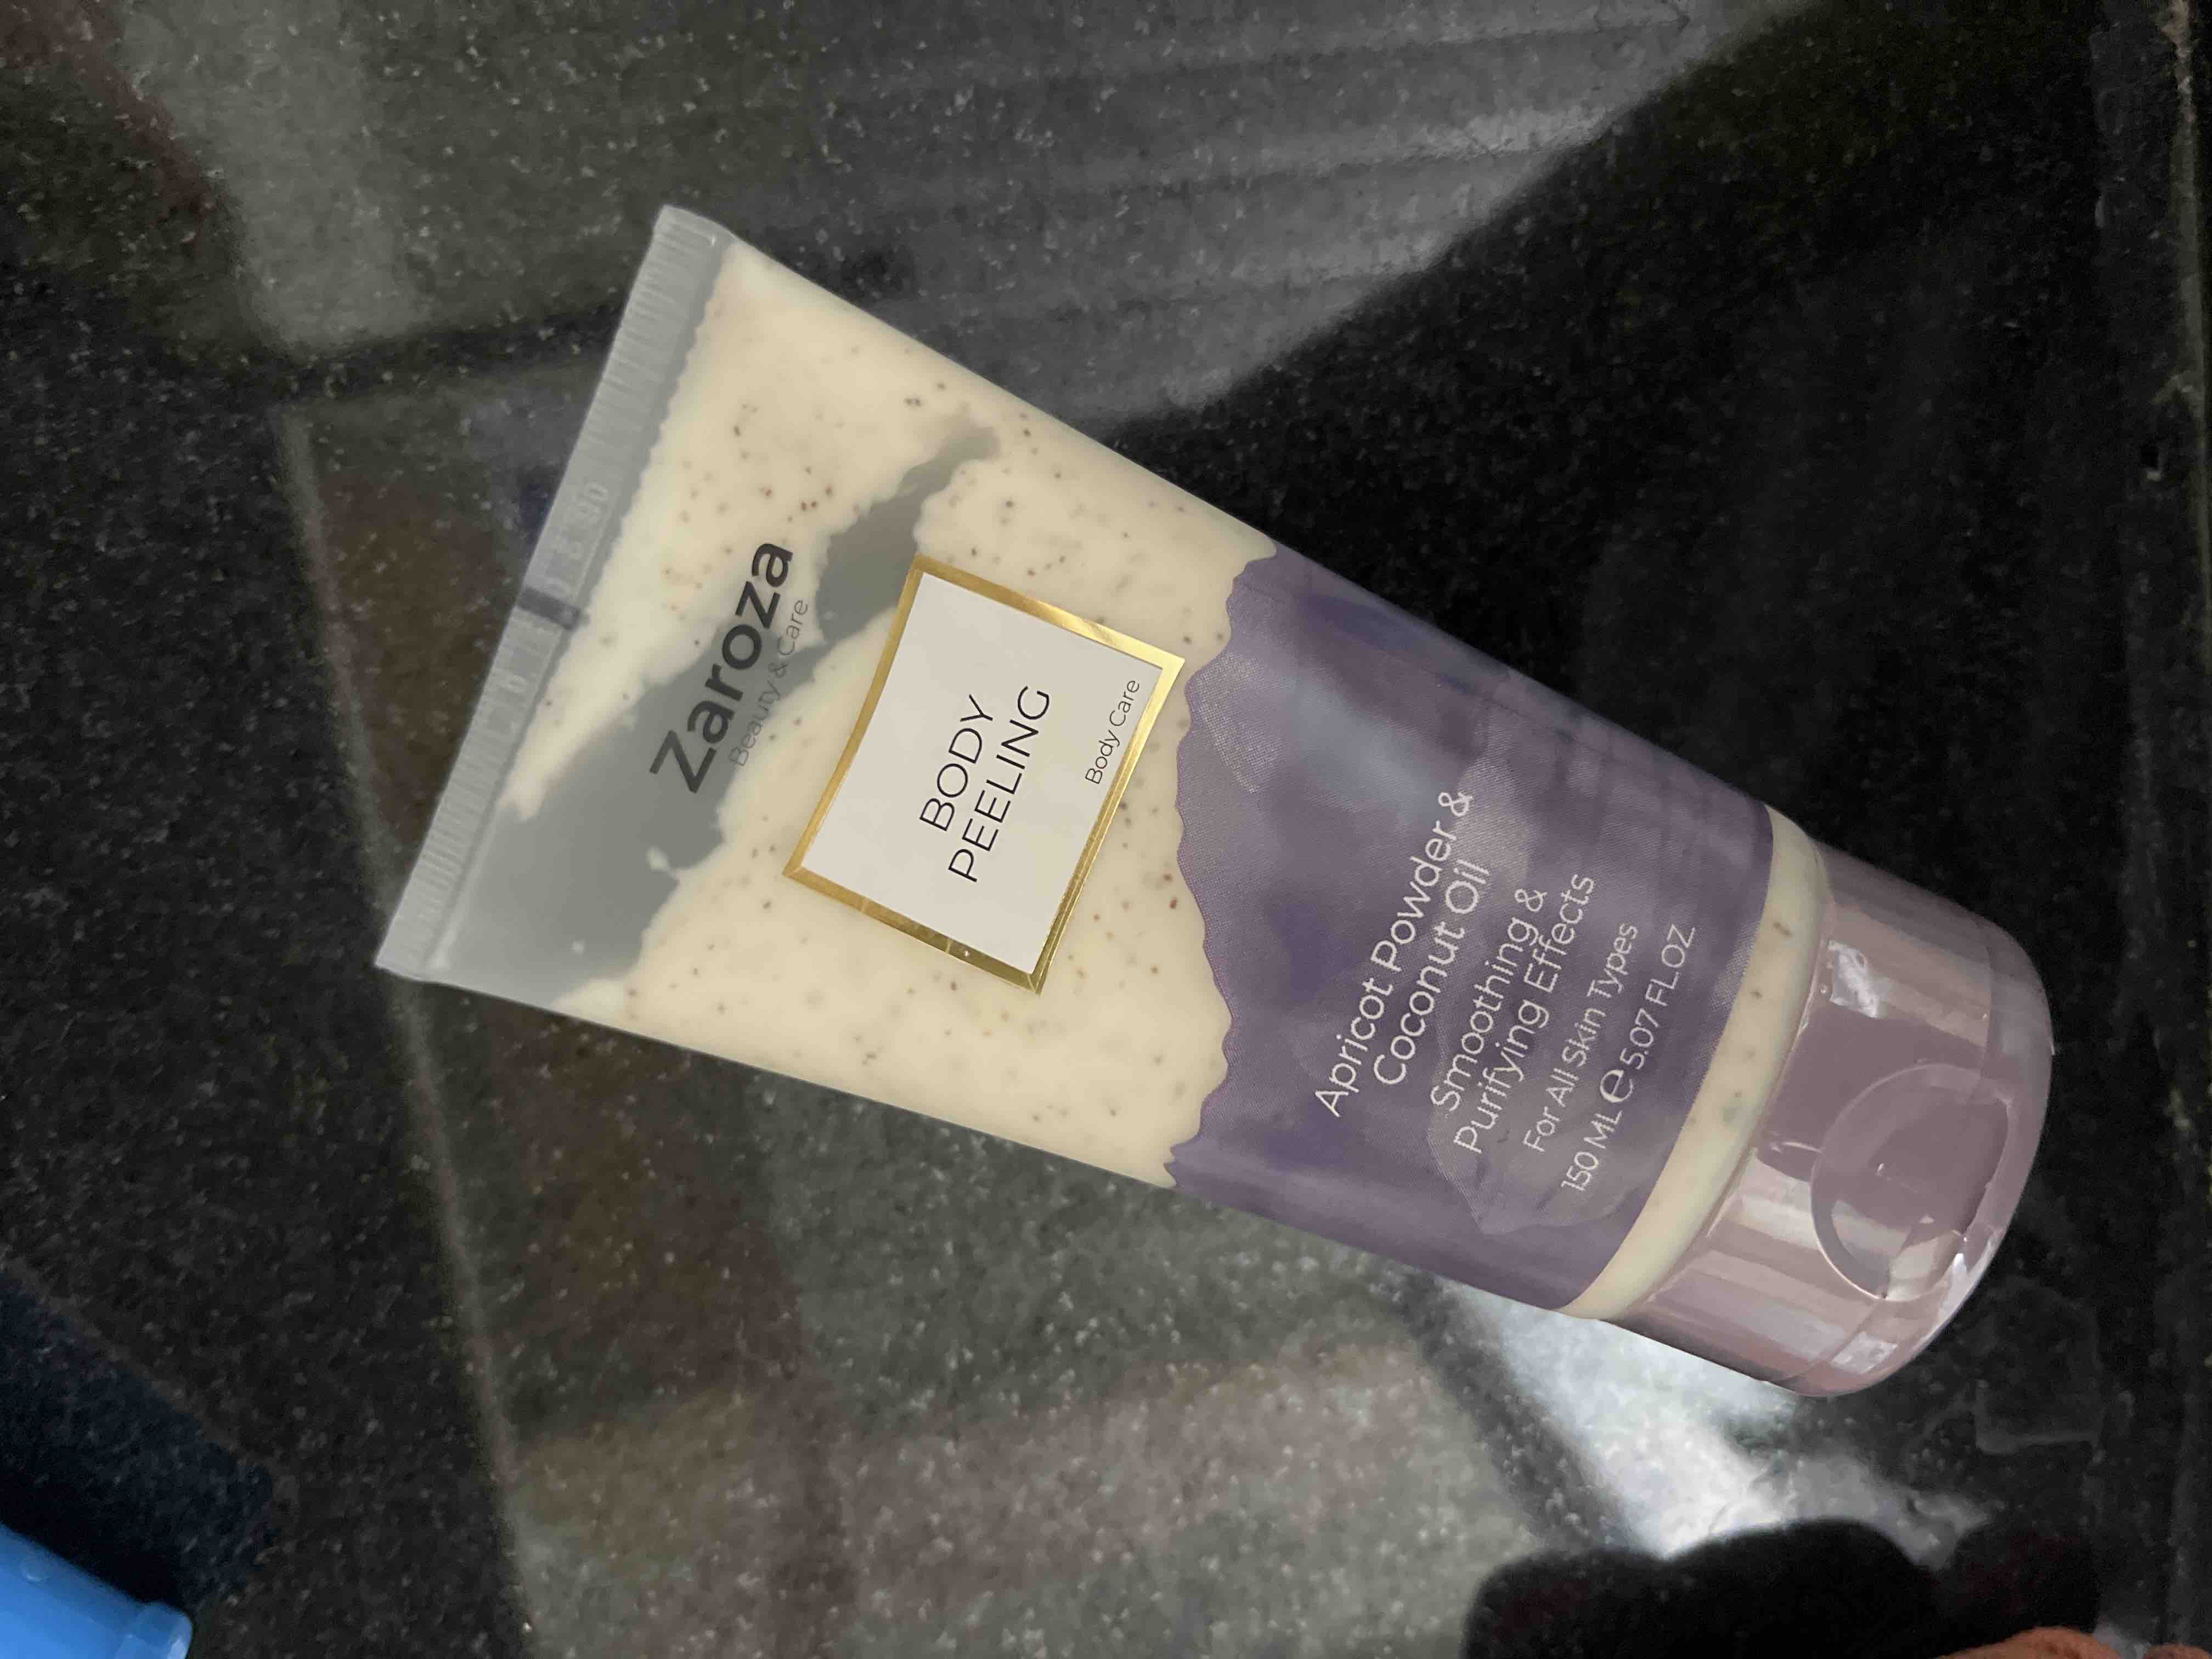 Zaroza
Beauty & Care
BODY
PEELING
Body Care
Apricot Powder &
Coconut Oil
Smoothing &
Purifying Effects
For All Skin Types
150 ML ℮ 5.07 FL.OZ.